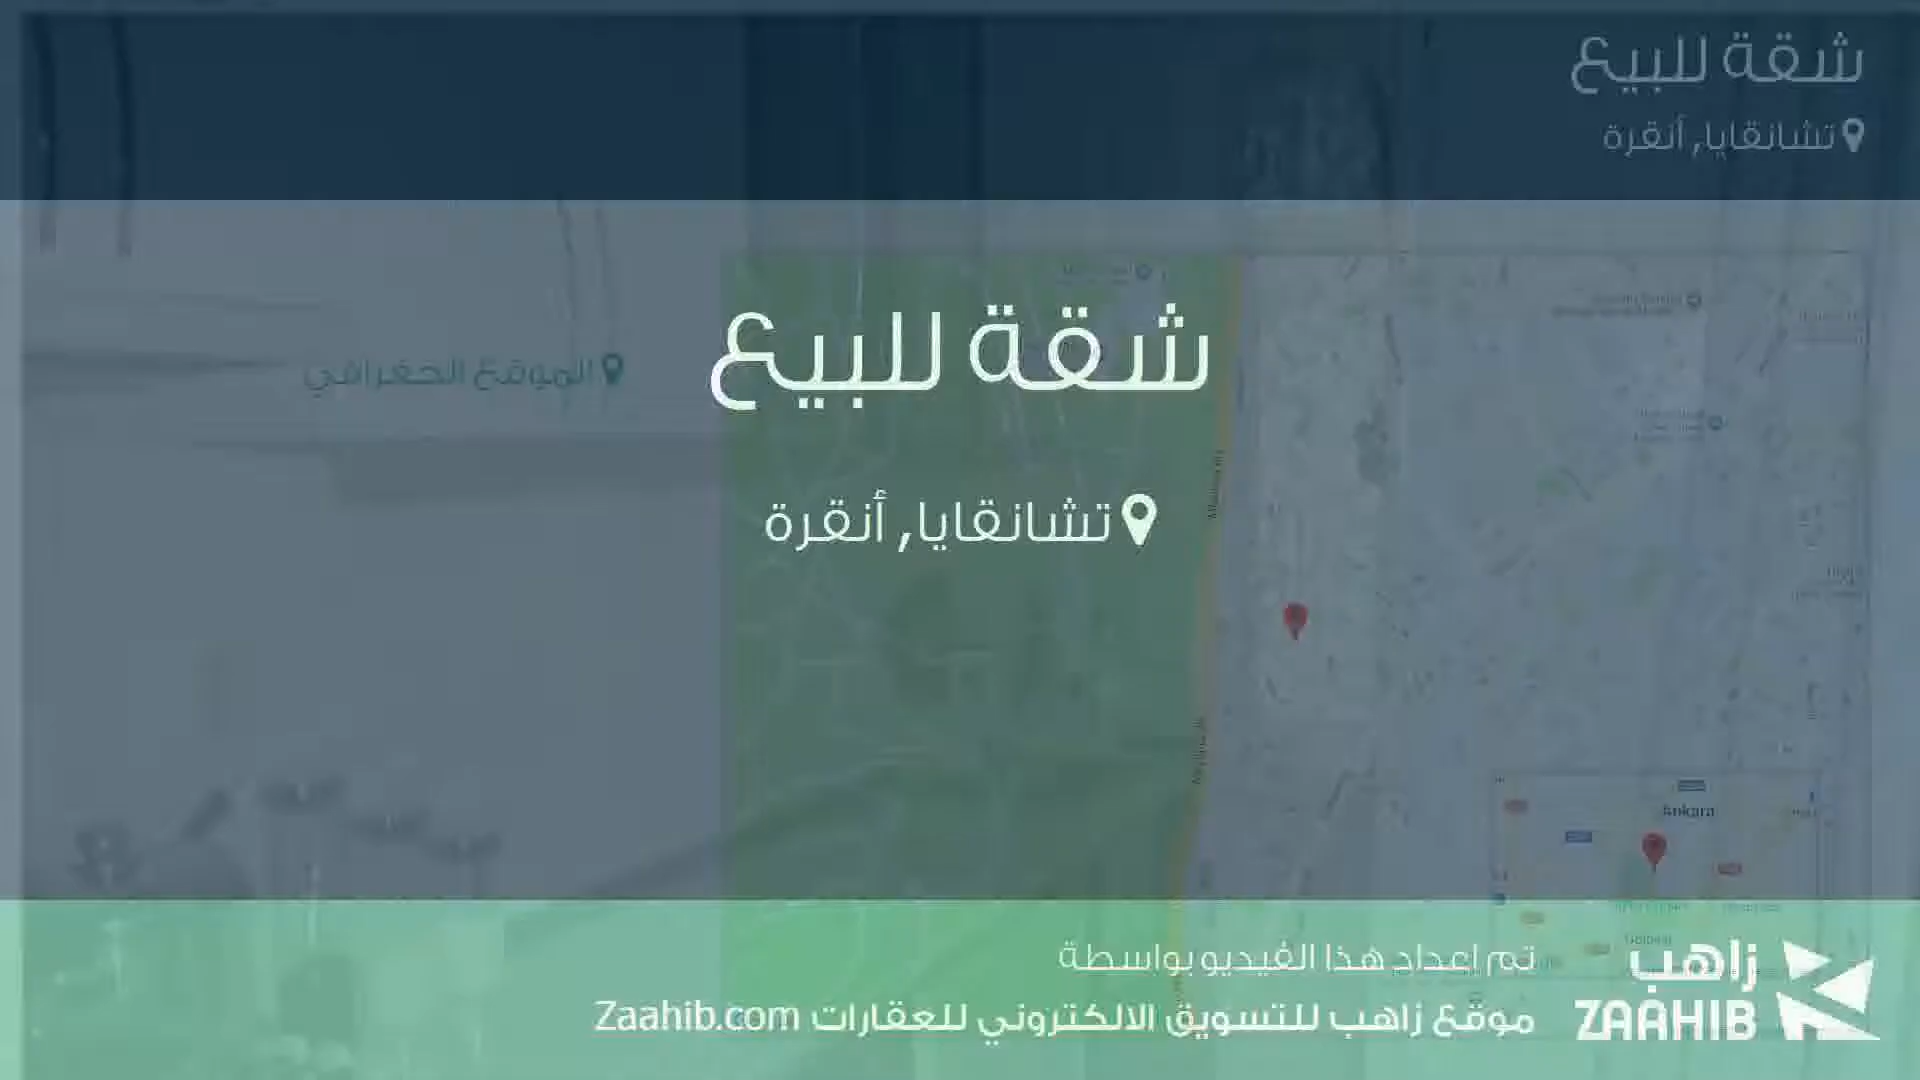 شقة للبيع
تشانقايا, أنقرة
شقة للبيع
الموقع الجغرافي
تشانقايا, أنقرة
Ankara
تم اعداد هذا الفيديو بواسطة
موقع زاهب للتسويق الالكتروني للعقارات Zaahib.com
زاهب
ZAAHIB